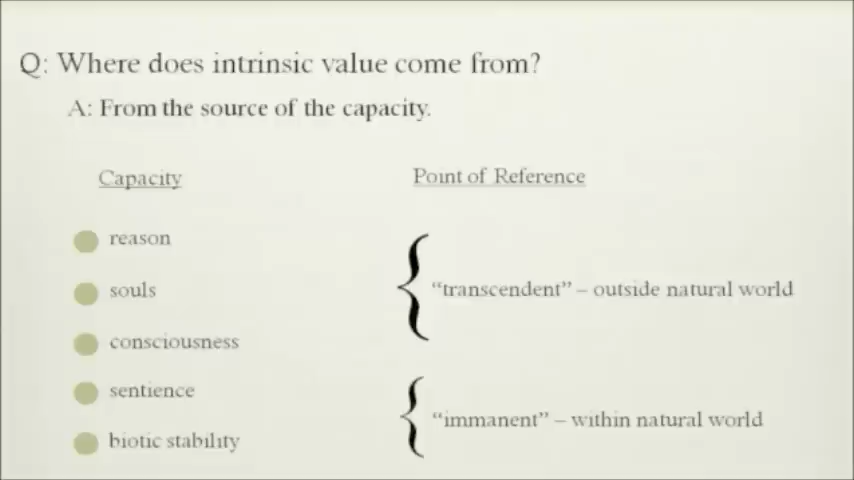 Q: Where does intrinsic value come from?
A: From the source of the capacity.
Capacity
Point of Reference
reason
souls
consciousness
sentience
biotic stability
“transcendent” – outside natural world
“immanent” – within natural world